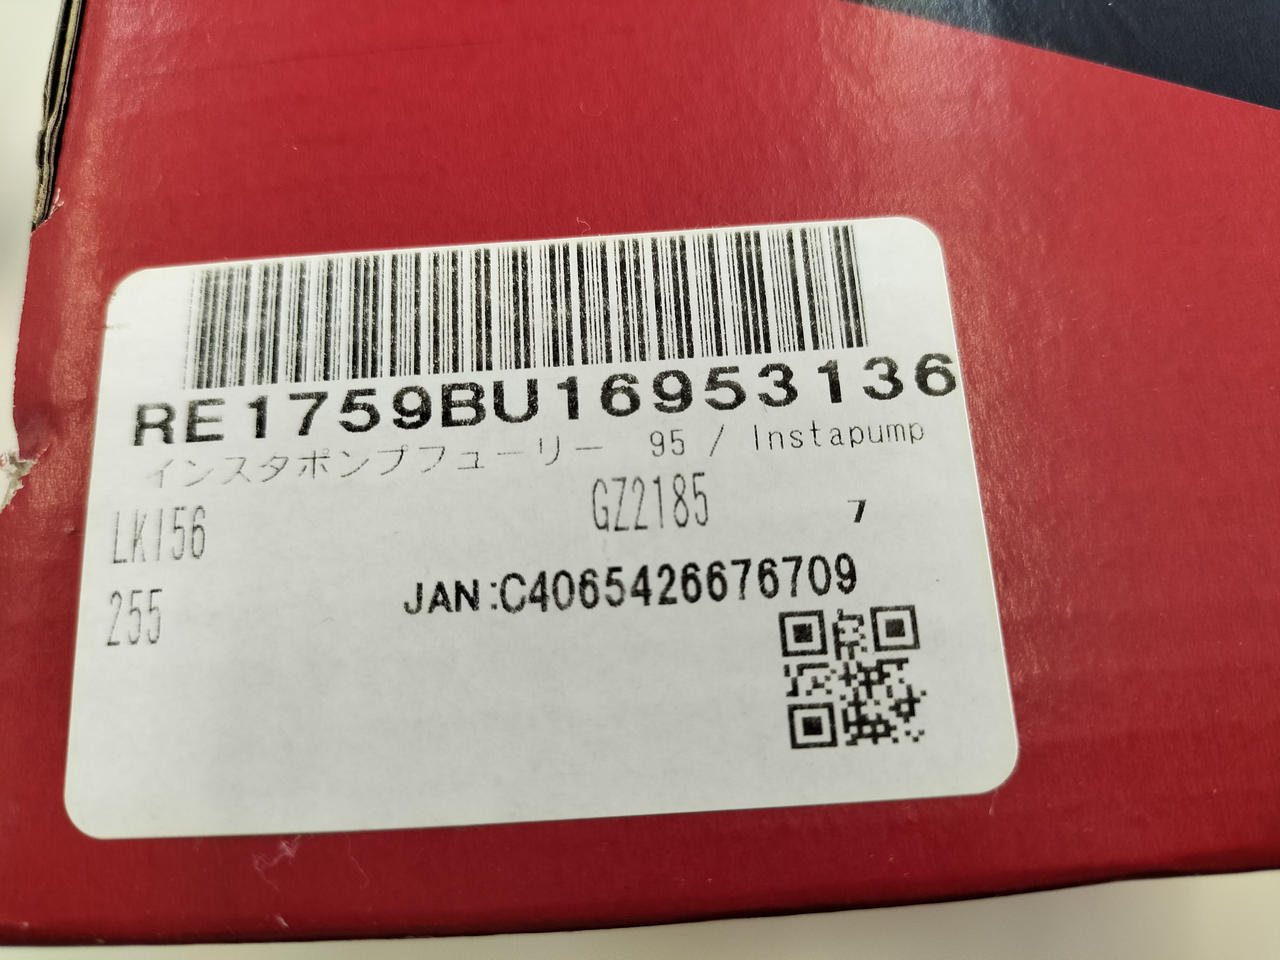 RE1759BU16953136
インスタポンプフューリー 95 / Instapump
LKI56 GZ2185 7
255 JAN:C4065426676709